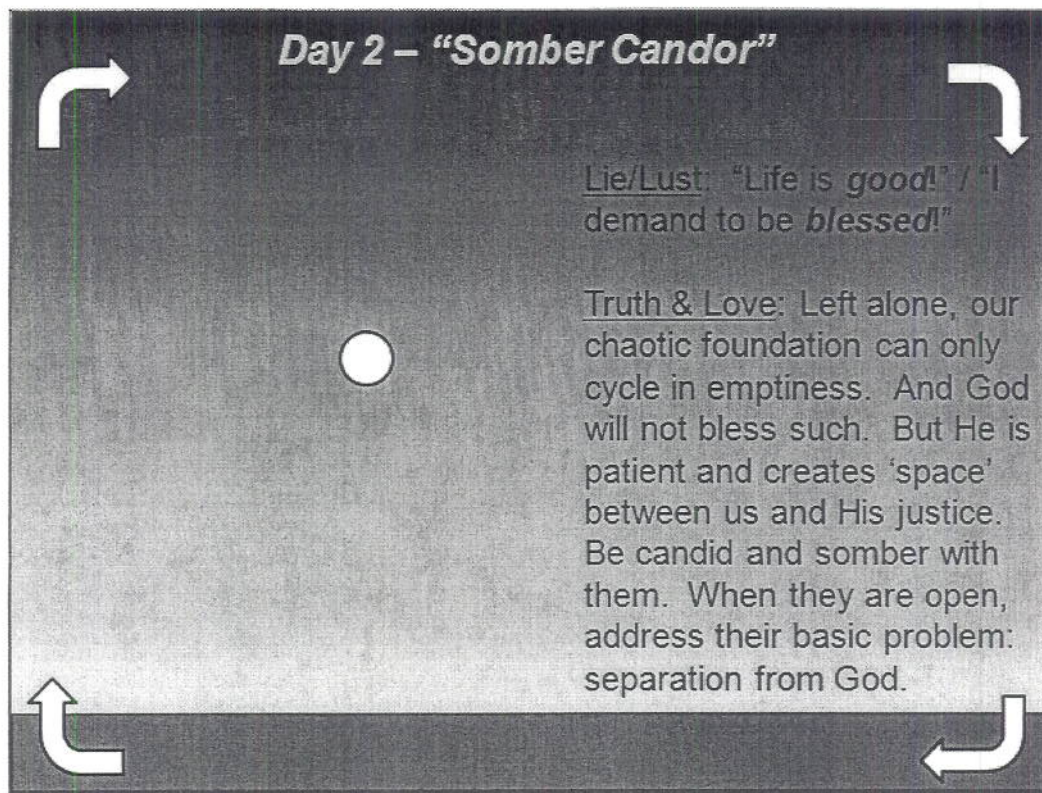 Day 2 – “Somber Candor”
Lie/Lust: “Life is good!” / “I
demand to be blessed!”
Truth & Love: Left alone, our
chaotic foundation can only
cycle in emptiness. And God
will not bless such. But He is
patient and creates ‘space’
between us and His justice.
Be candid and somber with
them. When they are open,
address their basic problem:
separation from God.